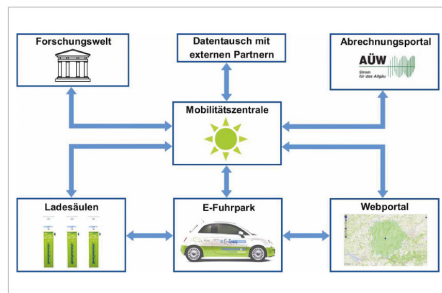 Forschungswelt
Datentausch mit
externen Partnern
Abrechnungsportal
AÜW
Strom
für das Allgäu
Mobilitätszentrale
Ladesäulen
E-Fuhrpark
Webportal